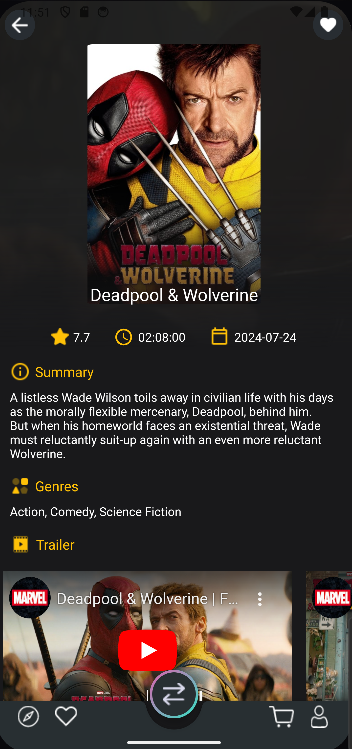 11:51
DEADPOOL
& WOLVERINE
Deadpool & Wolverine
7.7
02:08:00
2024-07-24
Summary
A listless Wade Wilson toils away in civilian life with his days
as the morally flexible mercenary, Deadpool, behind him.
But when his homeworld faces an existential threat, Wade
must reluctantly suit-up again with an even more reluctant
Wolverine.
Genres
Action, Comedy, Science Fiction
Trailer
MARVEL
Deadpool & Wolverine | F...
MARVEL